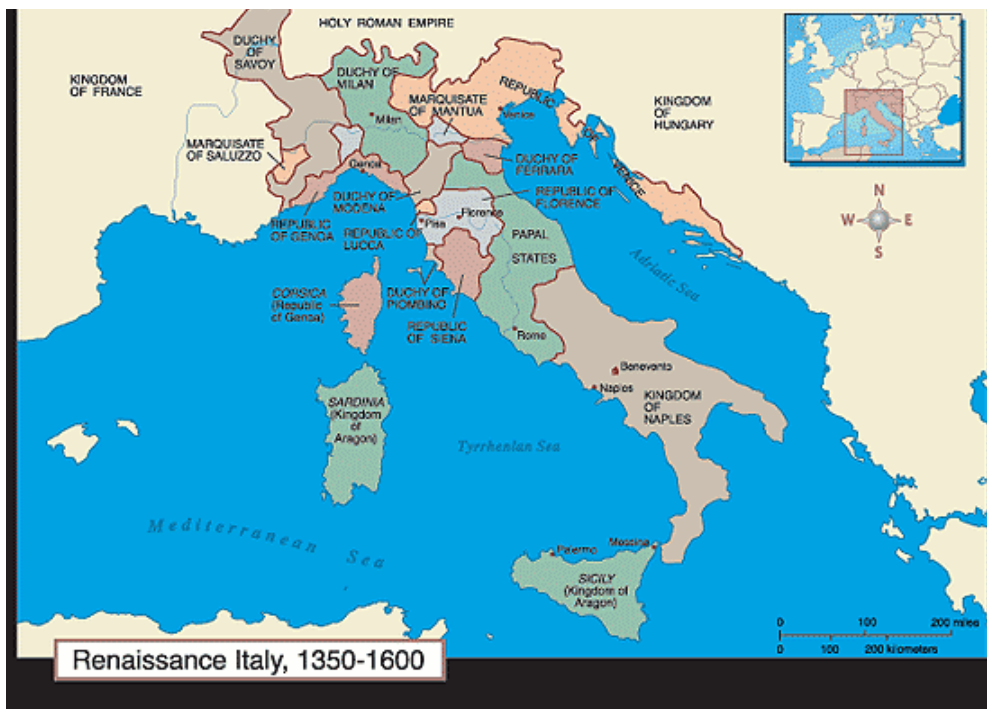 HOLY ROMAN EMPIRE
DUCHY
OF
SAVOY
KINGDOM
OF FRANCE
DUCHY OF
MILAN
Milan
MARQUISATE
OF MANTUA
REPUBLIC
OF
VENICE
Venice
KINGDOM
OF
HUNGARY
MARQUISATE
OF SALUZZO
Genoa
DUCHY OF
FERRARA
DUCHY OF
MODENA
REPUBLIC OF
FLORENCE
REPUBLIC
OF GENOA
REPUBLIC OF
LUCCA
Pisa
Florence
PAPAL
STATES
N
W
E
S
Adriatic Sea
CORSICA
(Republic
of Genoa)
DUCHY OF
PIOMBINO
REPUBLIC
OF SIENA
Rome
Benevento
Naples
KINGDOM
OF
NAPLES
SARDINIA
(Kingdom
of
Aragon)
Tyrrhenian Sea
Mediterranean Sea
Palermo
Messina
SICILY
(Kingdom of
Aragon)
0 100 200 miles
0 100 200 kilometers
Renaissance Italy, 1350-1600